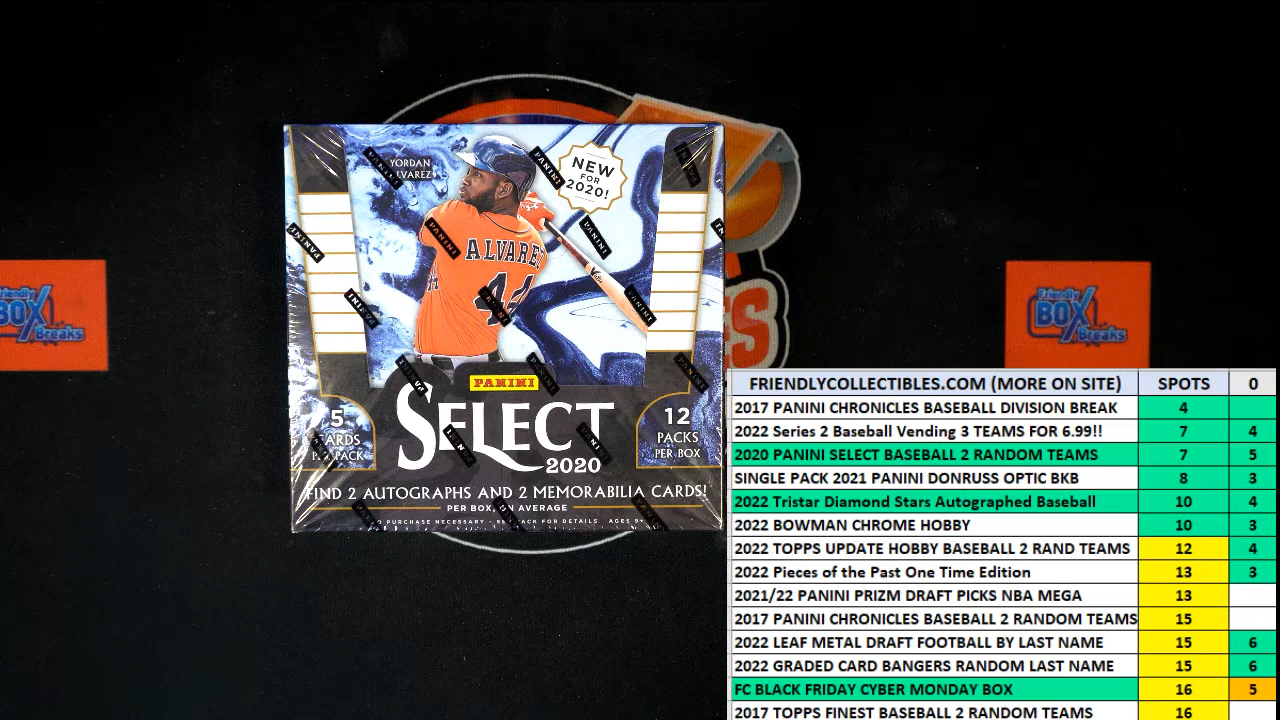 YORDAN
NEW
FOR
2020!
ALVARE
44
PANINI
SELECT
2020
5
12
PACKS
PER BOX
FIND 2 AUTOGRAPHS AND 2 MEMORABILIA CARDS!
PER BOX, ON AVERAGE
Friendly
BOX
Breaks
Friendly
BOX
Breaks
FRIENDLYCOLLECTIBLES.COM (MORE ON SITE) SPOTS 0
2017 PANINI CHRONICLES BASEBALL DIVISION BREAK 4
2022 Series 2 Baseball Vending 3 TEAMS FOR 6.99!! 7 4
2020 PANINI SELECT BASEBALL 2 RANDOM TEAMS 7 5
SINGLE PACK 2021 PANINI DONRUSS OPTIC BKB 8 3
2022 Tristar Diamond Stars Autographed Baseball 10 4
2022 BOWMAN CHROME HOBBY 10 3
2022 TOPPS UPDATE HOBBY BASEBALL 2 RAND TEAMS 12 4
2022 Pieces of the Past One Time Edition 13 3
2021/22 PANINI PRIZM DRAFT PICKS NBA MEGA 13
2017 PANINI CHRONICLES BASEBALL 2 RANDOM TEAMS 15
2022 LEAF METAL DRAFT FOOTBALL BY LAST NAME 15 6
2022 GRADED CARD BANGERS RANDOM LAST NAME 15 6
FC BLACK FRIDAY CYBER MONDAY BOX 16 5
2017 TOPPS FINEST BASEBALL 2 RANDOM TEAMS 16